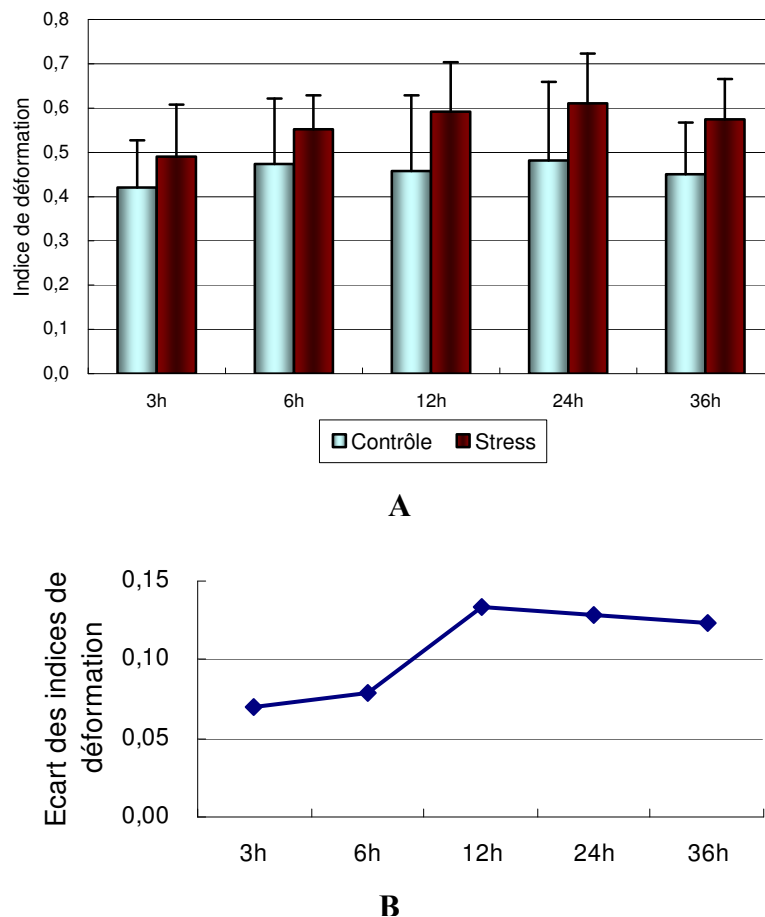 0,8
0,7
0,6
0,5
0,4
0,3
0,2
0,1
0,0
Indice de déformation
3h 6h 12h 24h 36h
Contrôle Stress
A
0,15
0,10
0,05
0,00
Ecart des indices de
déformation
3h 6h 12h 24h 36h
B